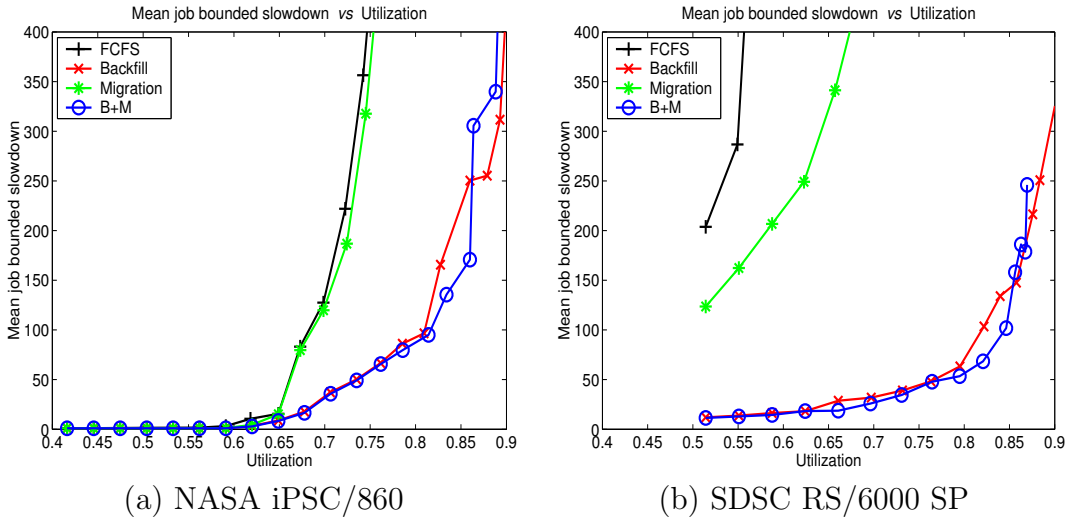 Mean job bounded slowdown vs Utilization
400
350
300
250
200
150
100
50
0
0.4 0.45 0.5 0.55 0.6 0.65 0.7 0.75 0.8 0.85 0.9
Utilization
Mean job bounded slowdown
FCFS
Backfill
Migration
B+M
(a) NASA iPSC/860
Mean job bounded slowdown vs Utilization
400
350
300
250
200
150
100
50
0
0.4 0.45 0.5 0.55 0.6 0.65 0.7 0.75 0.8 0.85 0.9
Utilization
Mean job bounded slowdown
FCFS
Backfill
Migration
B+M
(b) SDSC RS/6000 SP